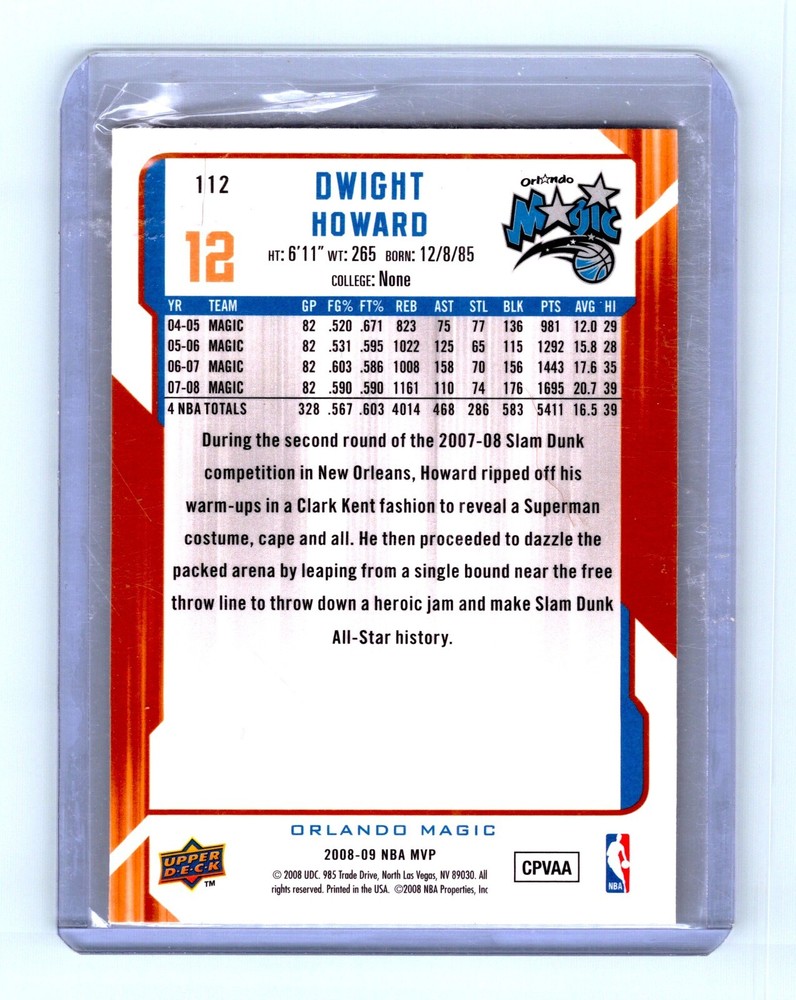 112
DWIGHT
HOWARD
Orlando
Magic
12
HT: 6'11" WT: 265 BORN: 12/8/85
COLLEGE: None
YR TEAM GP FG% FT% REB AST STL BLK PTS AVG HI
04-05 MAGIC 82 .520 .671 823 75 77 136 981 12.0 29
05-06 MAGIC 82 .531 .595 1022 125 65 115 1292 15.8 28
06-07 MAGIC 82 .603 .586 1008 158 70 156 1443 17.6 35
07-08 MAGIC 82 .590 .590 1161 110 74 176 1695 20.7 39
4 NBA TOTALS 328 .567 .603 4014 468 286 583 5411 16.5 39
During the second round of the 2007-08 Slam Dunk
competition in New Orleans, Howard ripped off his
warm-ups in a Clark Kent fashion to reveal a Superman
costume, cape and all. He then proceeded to dazzle the
packed arena by leaping from a single bound near the free
throw line to throw down a heroic jam and make Slam Dunk
All-Star history.
ORLANDO MAGIC
UPPER
D·E·C·K
TM
2008-09 NBA MVP
© 2008 UDC. 985 Trade Drive, North Las Vegas, NV 89030. All
rights reserved. Printed in the USA. ©2008 NBA Properties, Inc
CPVAA
NBA